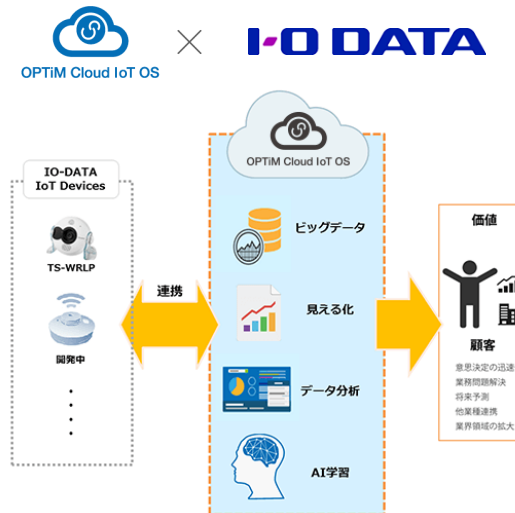 OPTiM Cloud IoT OS
×
I-O DATA
OPTiM Cloud IoT OS
IO-DATA
IoT Devices
TS-WRLP
開発中
連携
ビッグデータ
見える化
データ分析
AI学習
価値
顧客
意思決定の迅速
業務問題解決
将来予測
他業種連携
業界領域の拡大